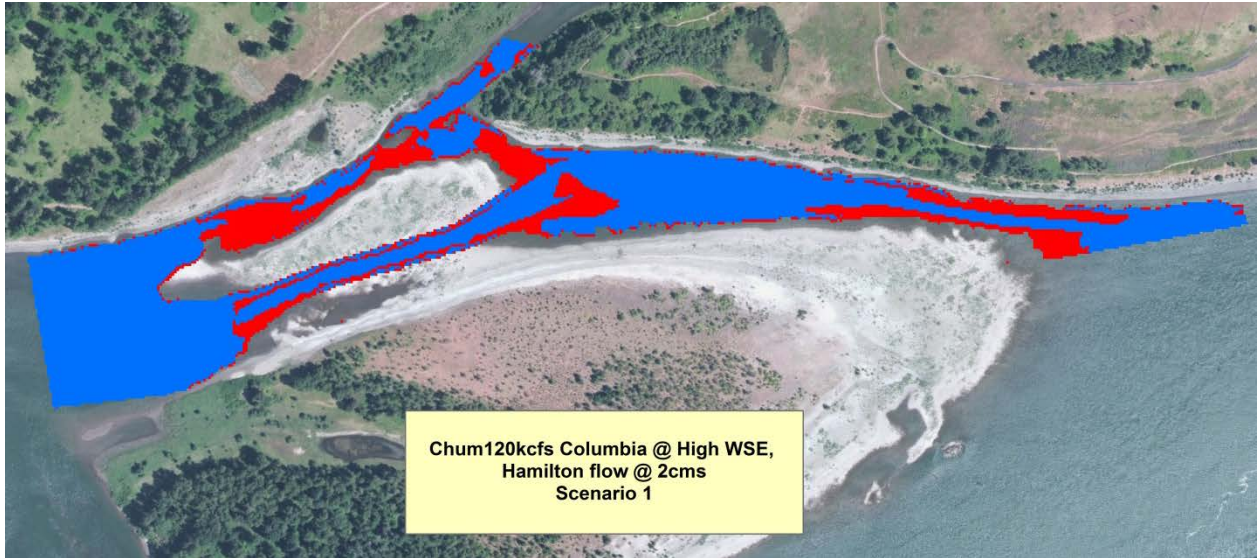 Chum120kcfs Columbia @ High WSE,
Hamilton flow @ 2cms
Scenario 1